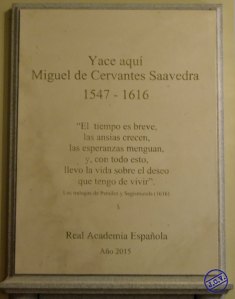 Yace aquí
Miguel de Cervantes Saavedra
1547 - 1616
“El tiempo es breve,
las ansias crecen,
las esperanzas menguan,
y, con todo esto,
llevo la vida sobre el deseo
que tengo de vivir”.
Los trabajos de Persiles y Segismunda (1616)
Real Academia Española
Año 2015